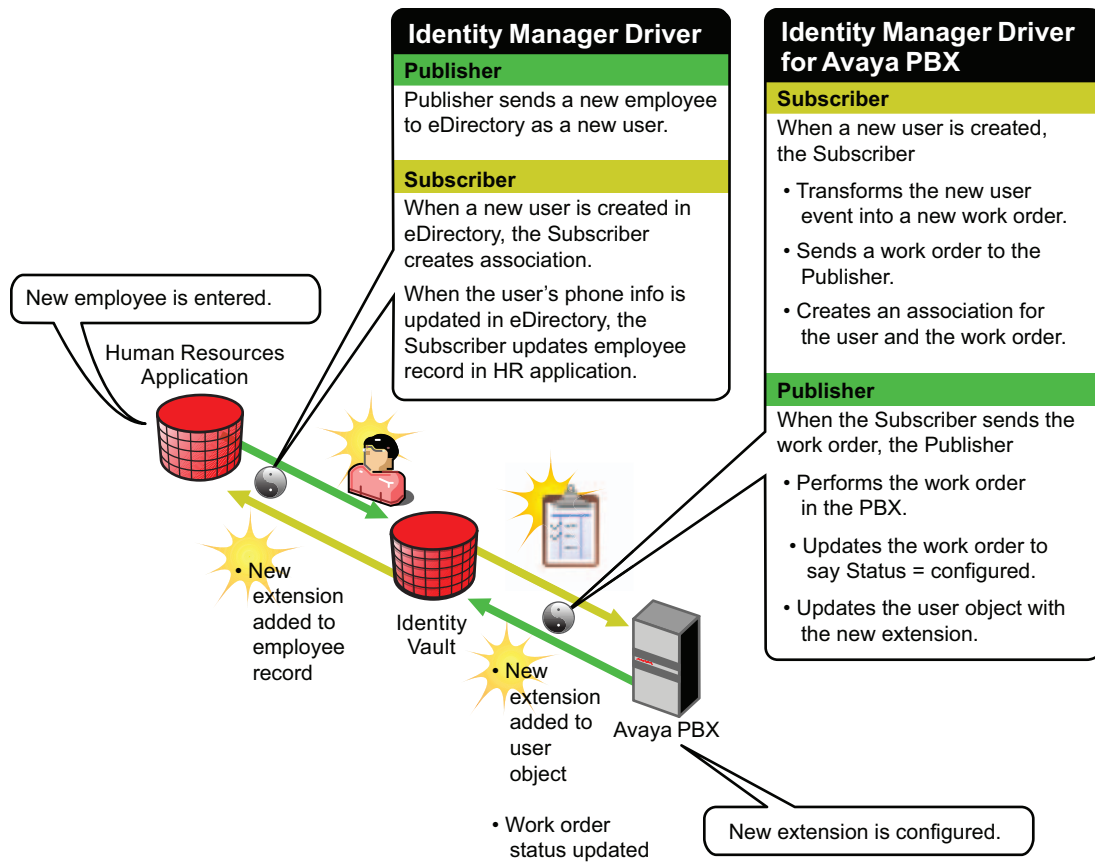 Identity Manager Driver
Publisher
Publisher sends a new employee
to eDirectory as a new user.
Subscriber
When a new user is created in
eDirectory, the Subscriber
creates association.
When the user's phone info is
updated in eDirectory, the
Subscriber updates employee
record in HR application.
Identity Manager Driver
for Avaya PBX
Subscriber
When a new user is created,
the Subscriber
• Transforms the new user
event into a new work order.
• Sends a work order to the
Publisher.
• Creates an association for
the user and the work order.
Publisher
When the Subscriber sends the
work order, the Publisher
• Performs the work order
in the PBX.
• Updates the work order to
say Status = configured.
• Updates the user object with
the new extension.
New employee is entered.
Human Resources
Application
• New
extension
added to
employee
record
Identity
Vault
• New
extension
added to
user
object
• Work order
status updated
Avaya PBX
New extension is configured.